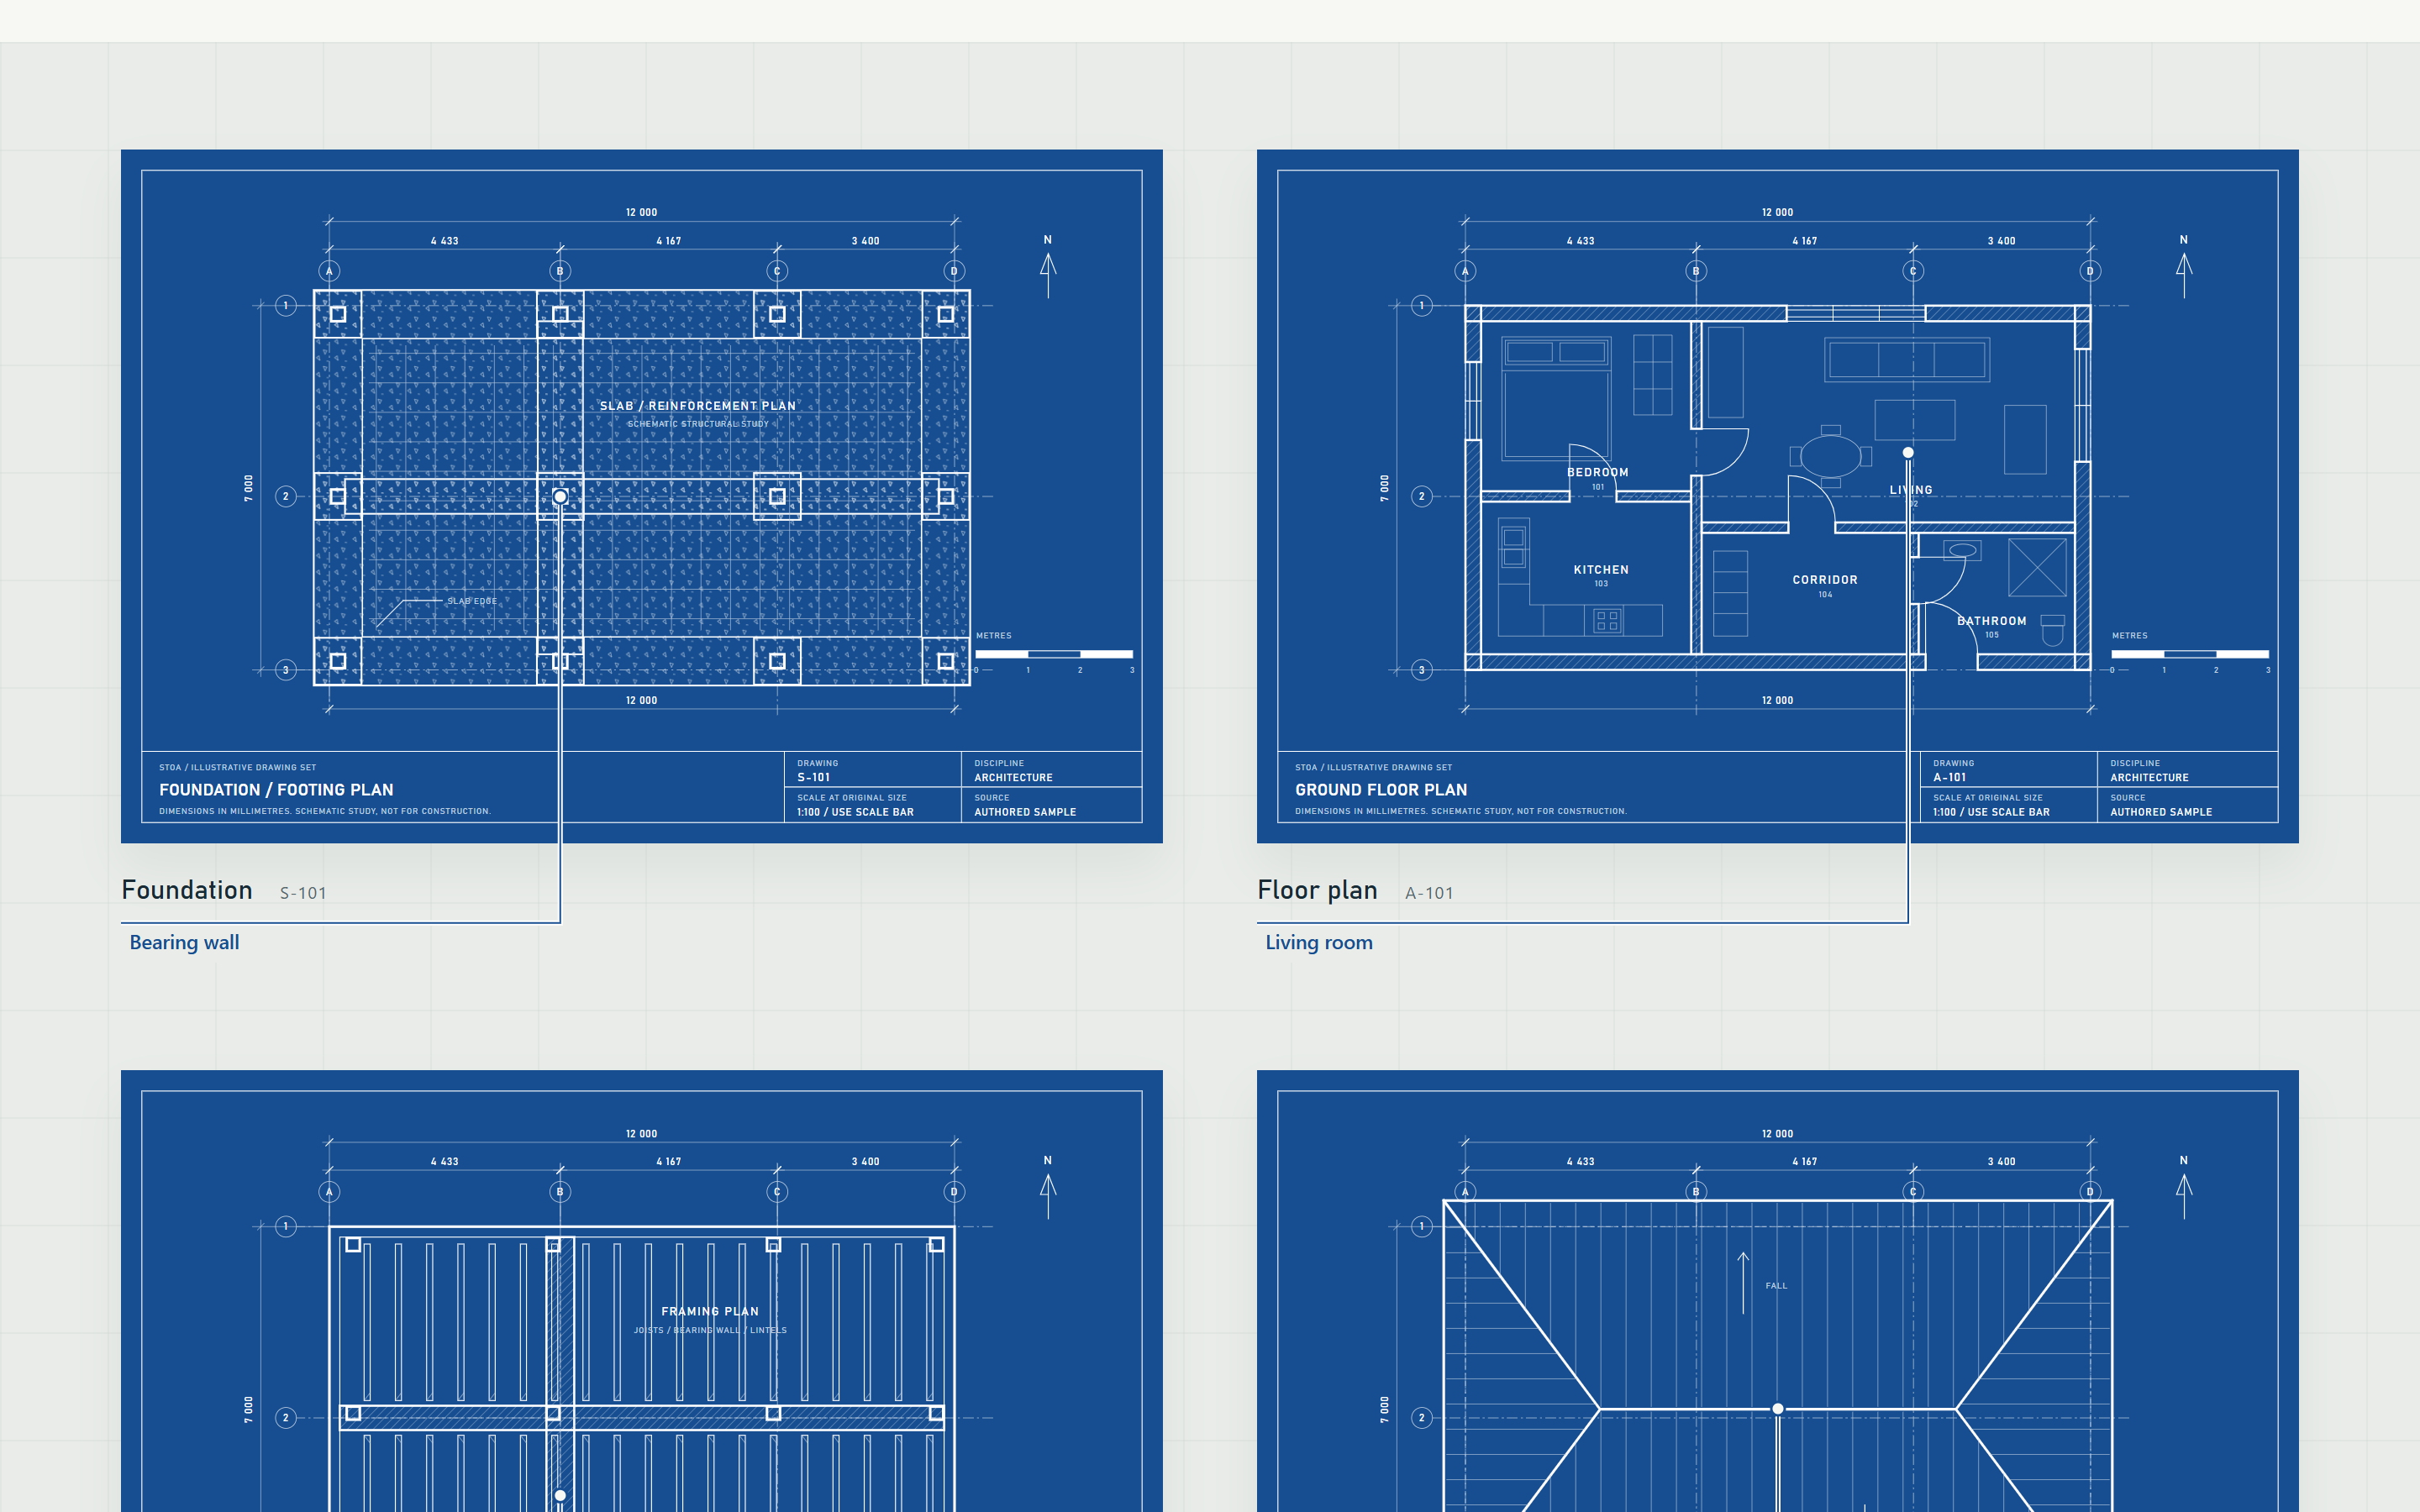 12 000
4 433 4 167 3 400 N
A B C D
1
SLAB / REINFORCEMENT PLAN
SCHEMATIC STRUCTURAL STUDY
7 000
2
SLAB EDGE
METRES
3
0 1 2 3
12 000
STOA / ILLUSTRATIVE DRAWING SET
FOUNDATION / FOOTING PLAN
DIMENSIONS IN MILLIMETRES. SCHEMATIC STUDY, NOT FOR CONSTRUCTION.
DRAWING
S-101
DISCIPLINE
ARCHITECTURE
SCALE AT ORIGINAL SIZE
1:100 / USE SCALE BAR
SOURCE
AUTHORED SAMPLE
Foundation S-101
Bearing wall
12 000
4 433 4 167 3 400 N
A B C D
1
BEDROOM
101
7 000
2
LIVING
KITCHEN
103
CORRIDOR
104
BATHROOM
105
METRES
3
0 1 2 3
12 000
STOA / ILLUSTRATIVE DRAWING SET
GROUND FLOOR PLAN
DIMENSIONS IN MILLIMETRES. SCHEMATIC STUDY, NOT FOR CONSTRUCTION.
DRAWING
A-101
DISCIPLINE
ARCHITECTURE
SCALE AT ORIGINAL SIZE
1:100 / USE SCALE BAR
SOURCE
AUTHORED SAMPLE
Floor plan A-101
Living room
12 000
4 433 4 167 3 400 N
A B C D
1
FRAMING PLAN
JOISTS / BEARING WALL / LINTELS
7 000
2
12 000
4 433 4 167 3 400 N
A B C D
1
FALL
7 000
2